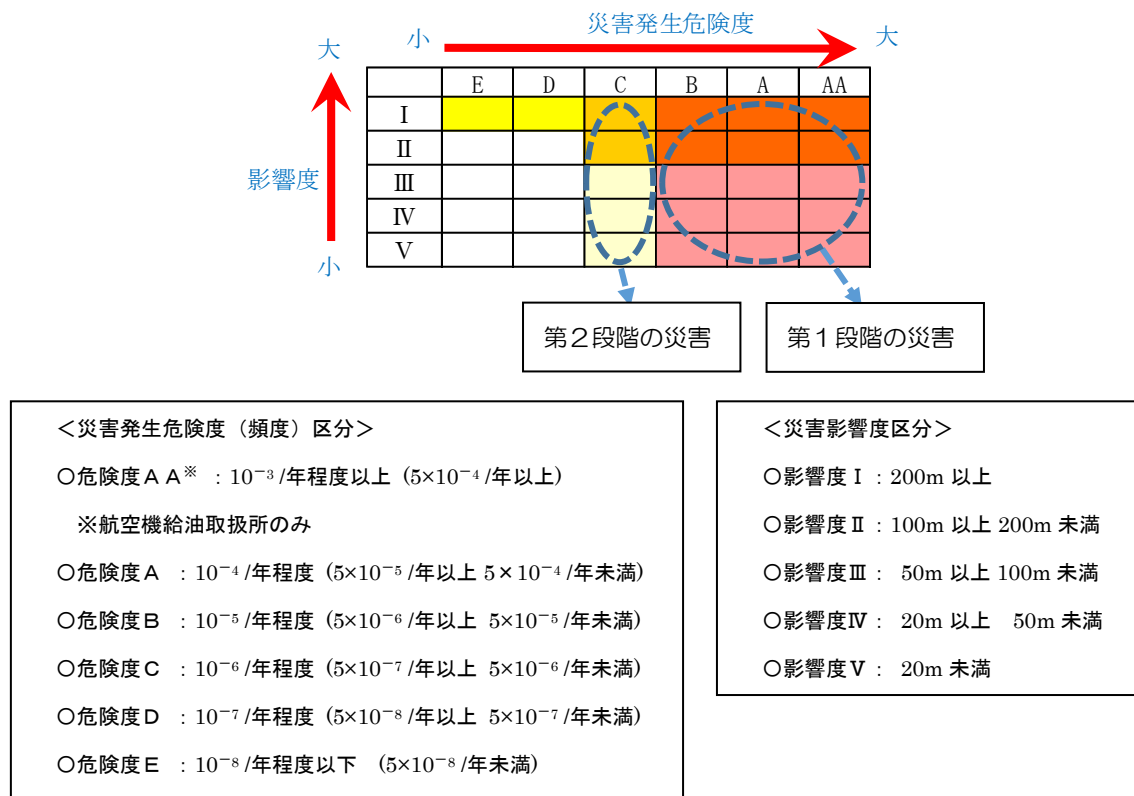 災害発生危険度
小 大
大
E D C B A AA
Ⅰ
Ⅱ
影響度 Ⅲ
Ⅳ
Ⅴ
小
第2段階の災害 第1段階の災害
<災害発生危険度(頻度)区分>
○危険度AA※ : 10⁻³/年程度以上 (5×10⁻⁴/年以上)
※航空機給油取扱所のみ
○危険度A : 10⁻⁴/年程度 (5×10⁻⁵/年以上 5×10⁻⁴/年未満)
○危険度B : 10⁻⁵/年程度 (5×10⁻⁶/年以上 5×10⁻⁵/年未満)
○危険度C : 10⁻⁶/年程度 (5×10⁻⁷/年以上 5×10⁻⁶/年未満)
○危険度D : 10⁻⁷/年程度 (5×10⁻⁸/年以上 5×10⁻⁷/年未満)
○危険度E : 10⁻⁸/年程度以下 (5×10⁻⁸/年未満)
<災害影響度区分>
○影響度Ⅰ : 200m 以上
○影響度Ⅱ : 100m 以上 200m 未満
○影響度Ⅲ : 50m 以上 100m 未満
○影響度Ⅳ : 20m 以上 50m 未満
○影響度Ⅴ : 20m 未満